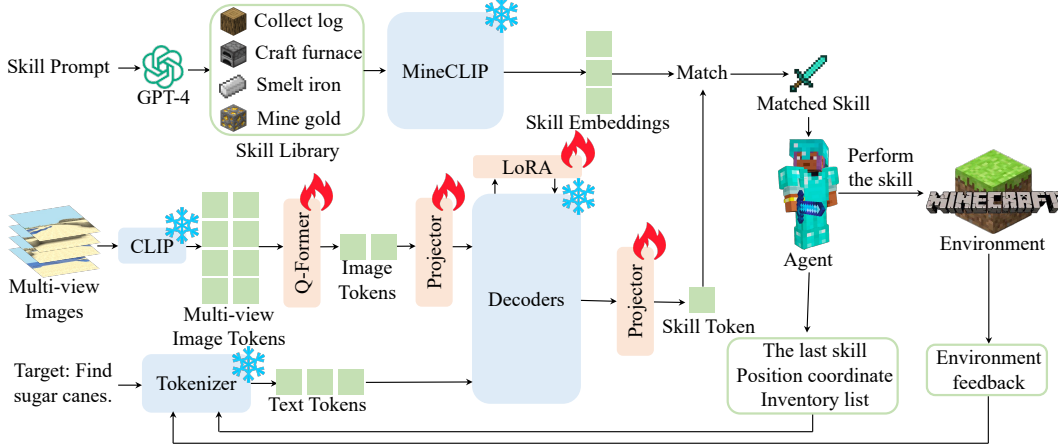 Skill Prompt
GPT-4
Collect log
Craft furnace
Smelt iron
Mine gold
Skill Library
MineCLIP
Skill Embeddings
Match
Matched Skill
Multi-view
Images
CLIP
Multi-view
Image Tokens
Q-Former
Image
Tokens
Projector
LoRA
Decoders
Projector
Skill Token
Agent
Perform
the skill
MINECRAFT
Environment
Target: Find
sugar canes.
Tokenizer
Text Tokens
The last skill
Position coordinate
Inventory list
Environment
feedback